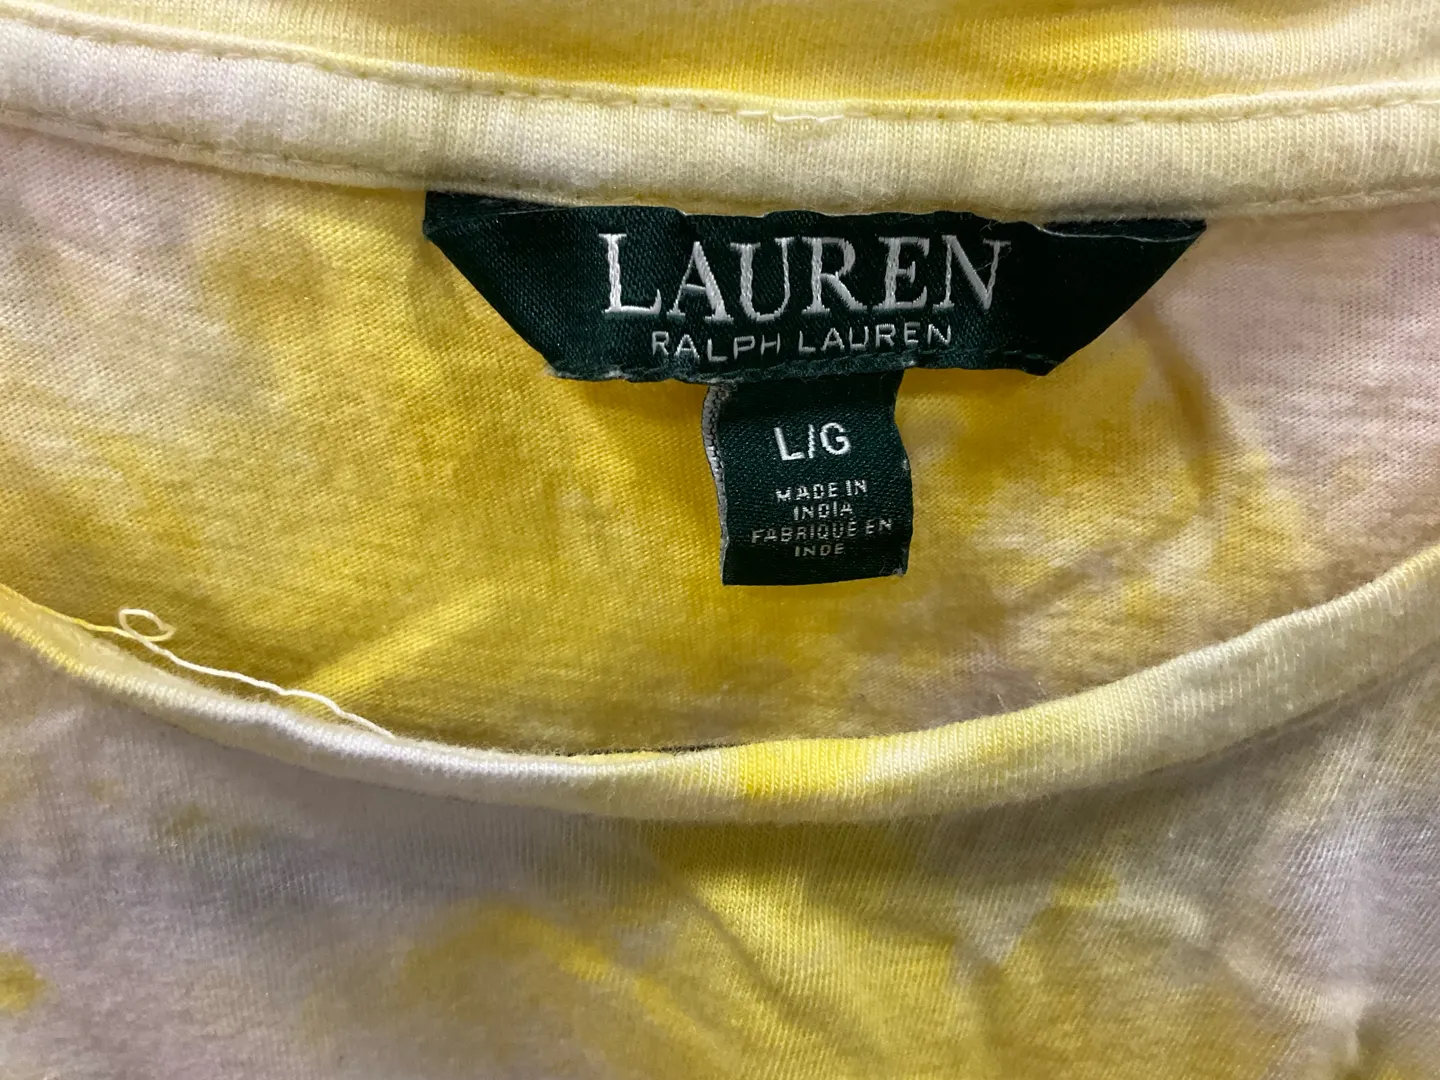 LAUREN
RALPH LAUREN
L/G
MADE IN
INDIA
FABRIQUÉ EN
INDE